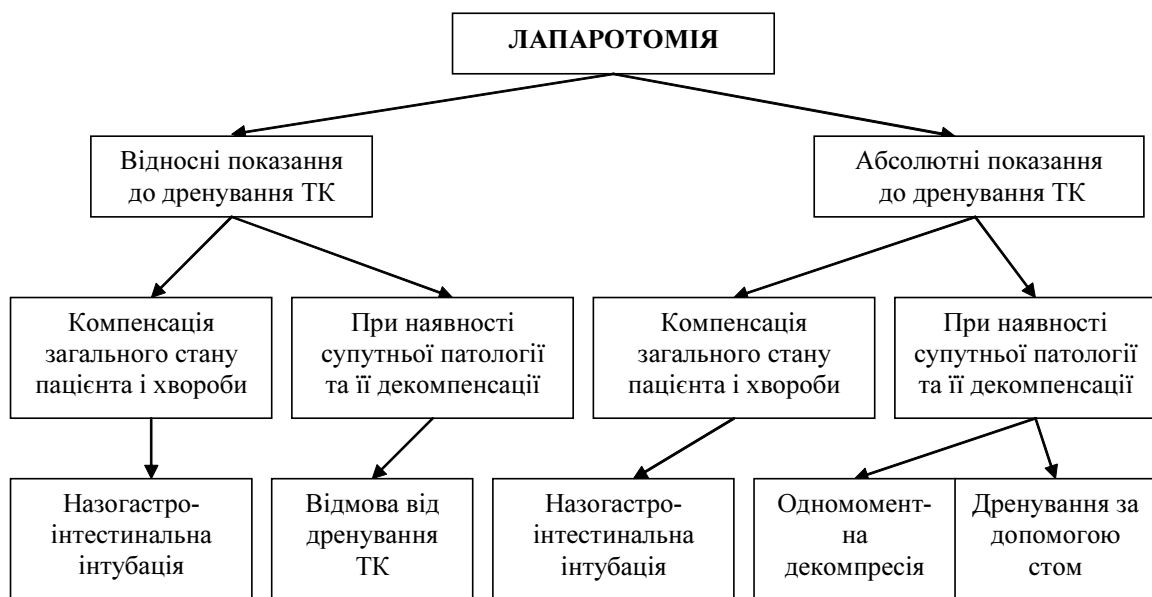 ЛАПАРОТОМІЯ
Відносні показання
до дренування ТК
Абсолютні показання
до дренування ТК
Компенсація
загального стану
пацієнта і хвороби
При наявності
супутньої патології
та її декомпенсації
Компенсація
загального стану
пацієнта і хвороби
При наявності
супутньої патології
та її декомпенсації
Назогастро-
інтестинальна
інтубація
Відмова від
дренування
ТК
Назогастро-
інтестинальна
інтубація
Одномомент-
на
декомпресія
Дренування за
допомогою
стом